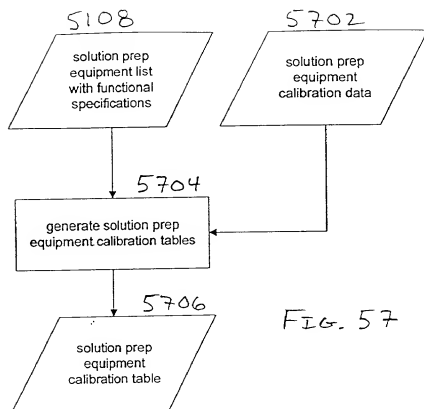 5108
5702
solution prep
equipment list
with functional
specifications
solution prep
equipment
calibration data
5704
generate solution prep
equipment calibration tables
5706
solution prep
equipment
calibration table
FIG. 57